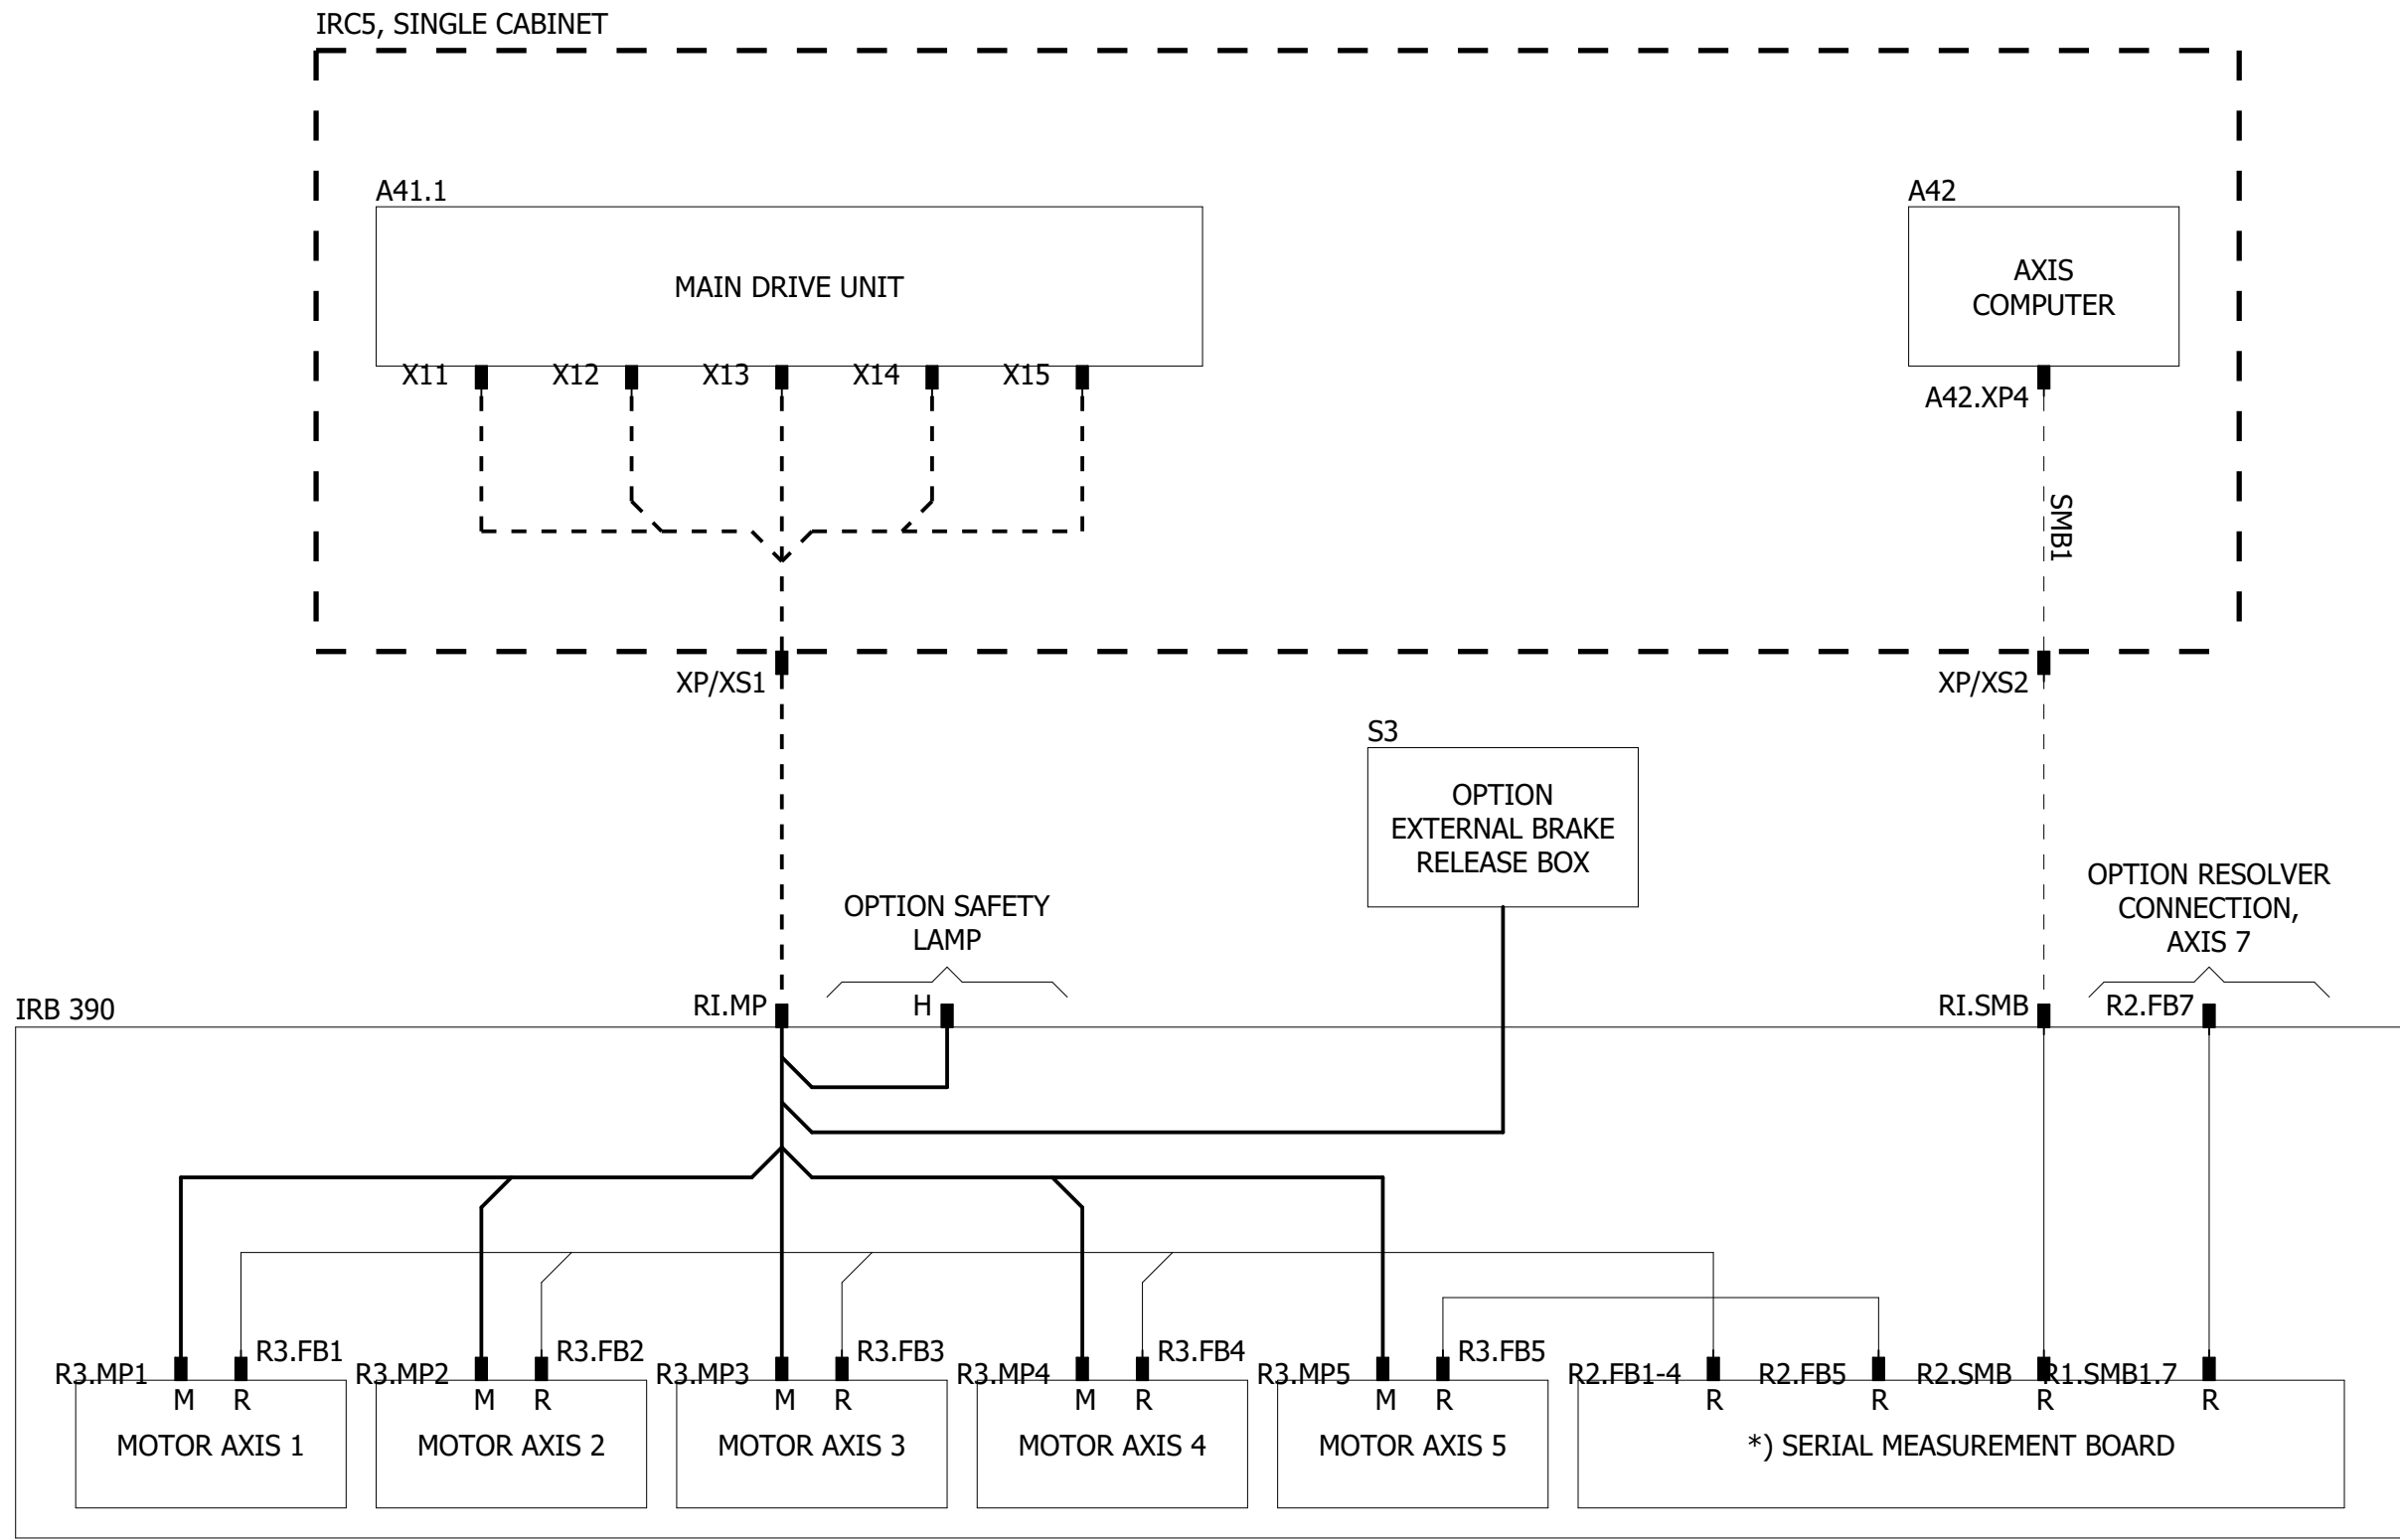 IRC5, SINGLE CABINET
A41.1
A42
MAIN DRIVE UNIT
AXIS
COMPUTER
X11
X12
X13
X14
X15
A42.XP4
SMB1
XP/XS1
XP/XS2
S3
OPTION
EXTERNAL BRAKE
RELEASE BOX
OPTION SAFETY
LAMP
OPTION RESOLVER
CONNECTION,
AXIS 7
IRB 390
RI.MP
H
RI.SMB
R2.FB7
R3.MP1
R3.FB1
R3.MP2
R3.FB2
R3.MP3
R3.FB3
R3.MP4
R3.FB4
R3.MP5
R3.FB5
R2.FB1-4
R2.FB5
R2.SMB
R1.SMB1.7
M R
M R
M R
M R
M R
R
R
R
R
MOTOR AXIS 1
MOTOR AXIS 2
MOTOR AXIS 3
MOTOR AXIS 4
MOTOR AXIS 5
*) SERIAL MEASUREMENT BOARD